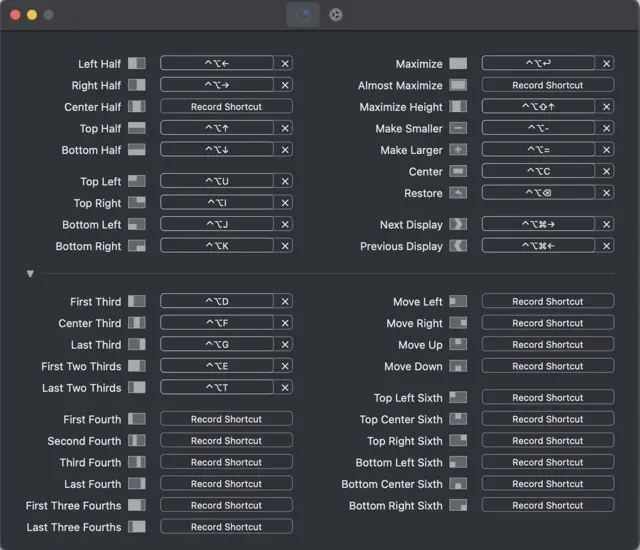 Left Half ^⌥← ×
Right Half ^⌥→ ×
Center Half Record Shortcut
Top Half ^⌥↑ ×
Bottom Half ^⌥↓ ×
Top Left ^⌥U ×
Top Right ^⌥I ×
Bottom Left ^⌥J ×
Bottom Right ^⌥K ×
Maximize ^⌥↩ ×
Almost Maximize Record Shortcut
Maximize Height ^⌥⇧↑ ×
Make Smaller ^⌥- ×
Make Larger ^⌥= ×
Center ^⌥C ×
Restore ^⌥⌫ ×
Next Display ^⌥⌘→ ×
Previous Display ^⌥⌘← ×
First Third ^⌥D ×
Center Third ^⌥F ×
Last Third ^⌥G ×
First Two Thirds ^⌥E ×
Last Two Thirds ^⌥T ×
First Fourth Record Shortcut
Second Fourth Record Shortcut
Third Fourth Record Shortcut
Last Fourth Record Shortcut
First Three Fourths Record Shortcut
Last Three Fourths Record Shortcut
Move Left Record Shortcut
Move Right Record Shortcut
Move Up Record Shortcut
Move Down Record Shortcut
Top Left Sixth Record Shortcut
Top Center Sixth Record Shortcut
Top Right Sixth Record Shortcut
Bottom Left Sixth Record Shortcut
Bottom Center Sixth Record Shortcut
Bottom Right Sixth Record Shortcut